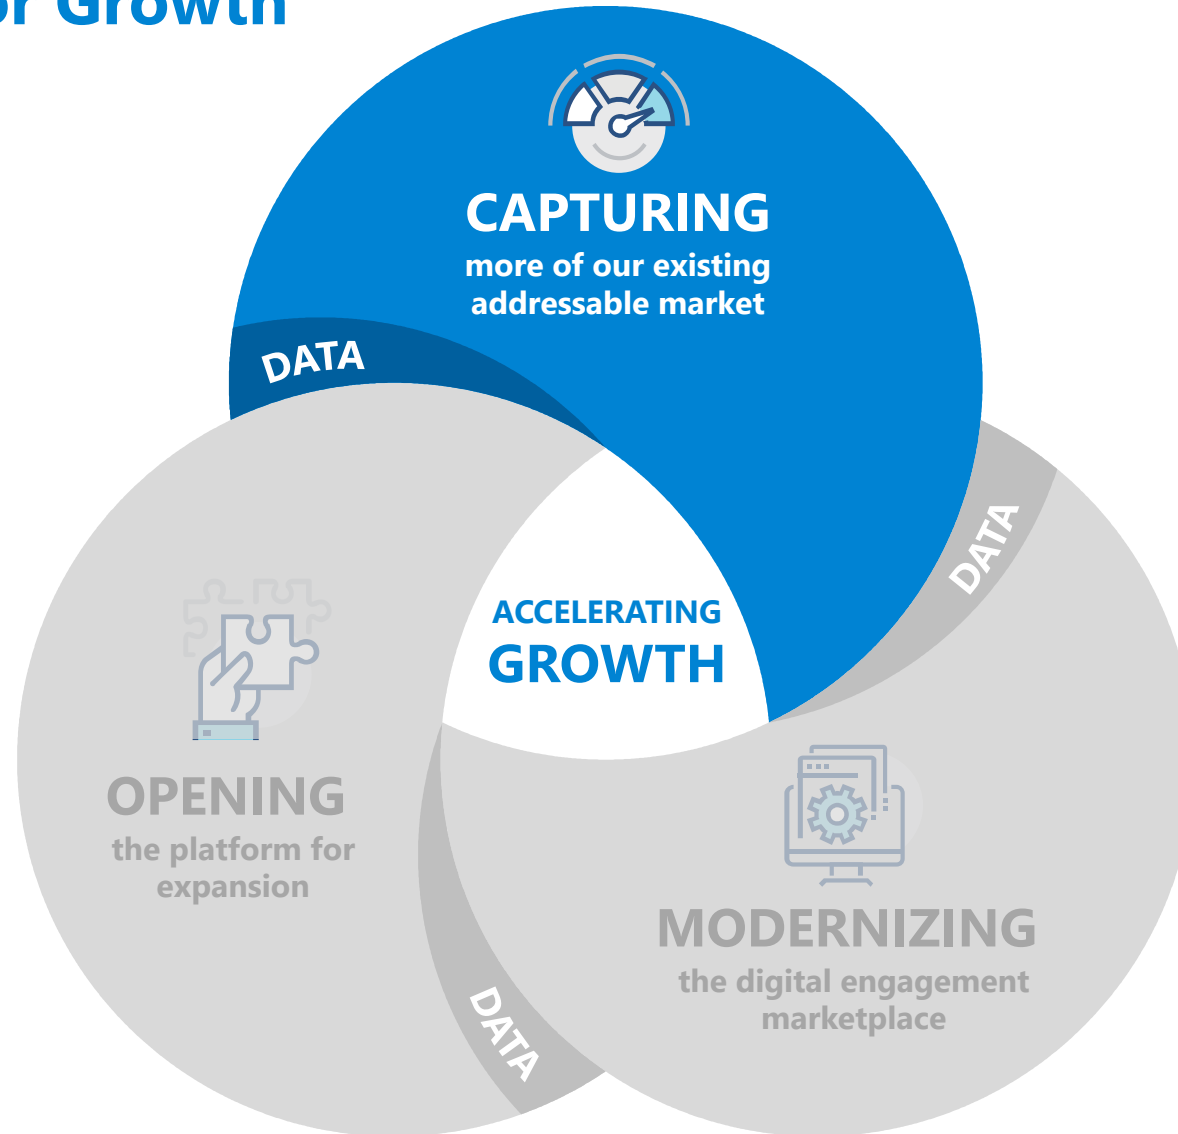 or Growth
CAPTURING
more of our existing
addressable market
DATA
DATA
ACCELERATING
GROWTH
OPENING
the platform for
expansion
MODERNIZING
the digital engagement
marketplace
DATA